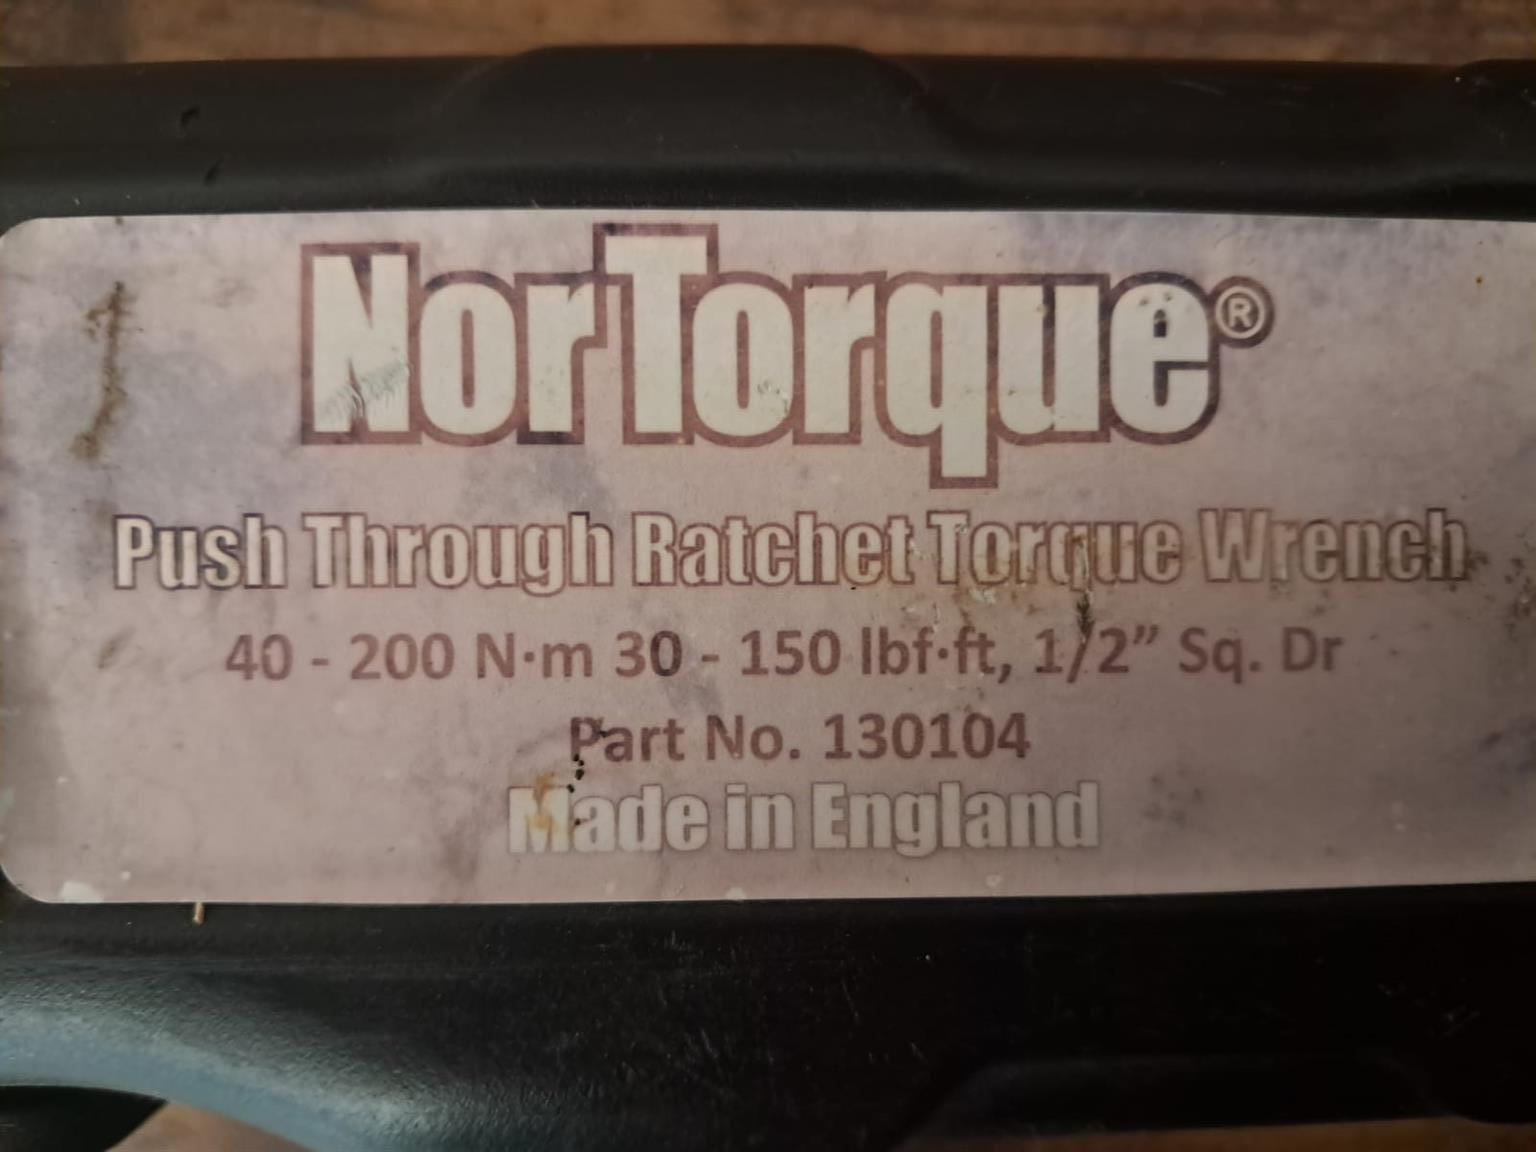 NorTorque®
Push Through Ratchet Torque Wrench
40 - 200 N·m 30 - 150 lbf·ft, 1/2” Sq. Dr
Part No. 130104
Made in England